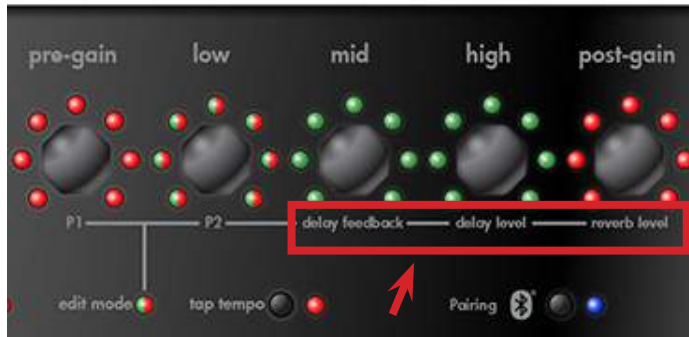 pre-gain low mid high post-gain
P1 P2 delay feedback delay level reverb level
edit mode tap tempo Pairing